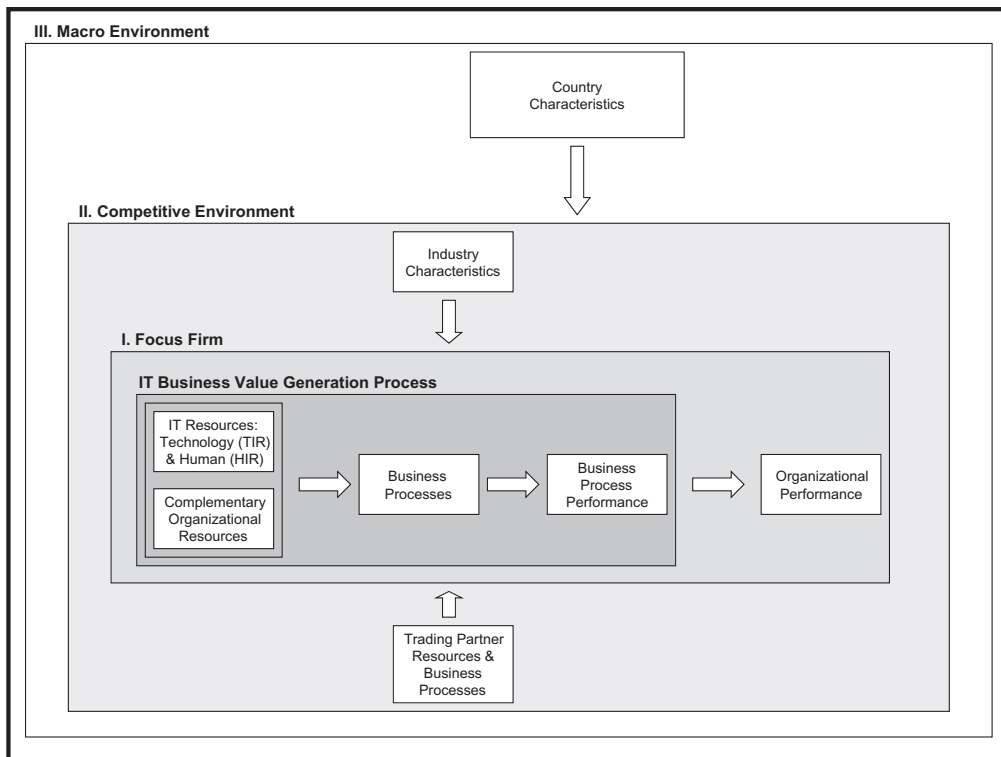 III. Macro Environment
Country
Characteristics
II. Competitive Environment
Industry
Characteristics
I. Focus Firm
IT Business Value Generation Process
IT Resources:
Technology (TIR)
& Human (HIR)
Complementary
Organizational
Resources
Business
Processes
Business
Process
Performance
Organizational
Performance
Trading Partner
Resources &
Business
Processes